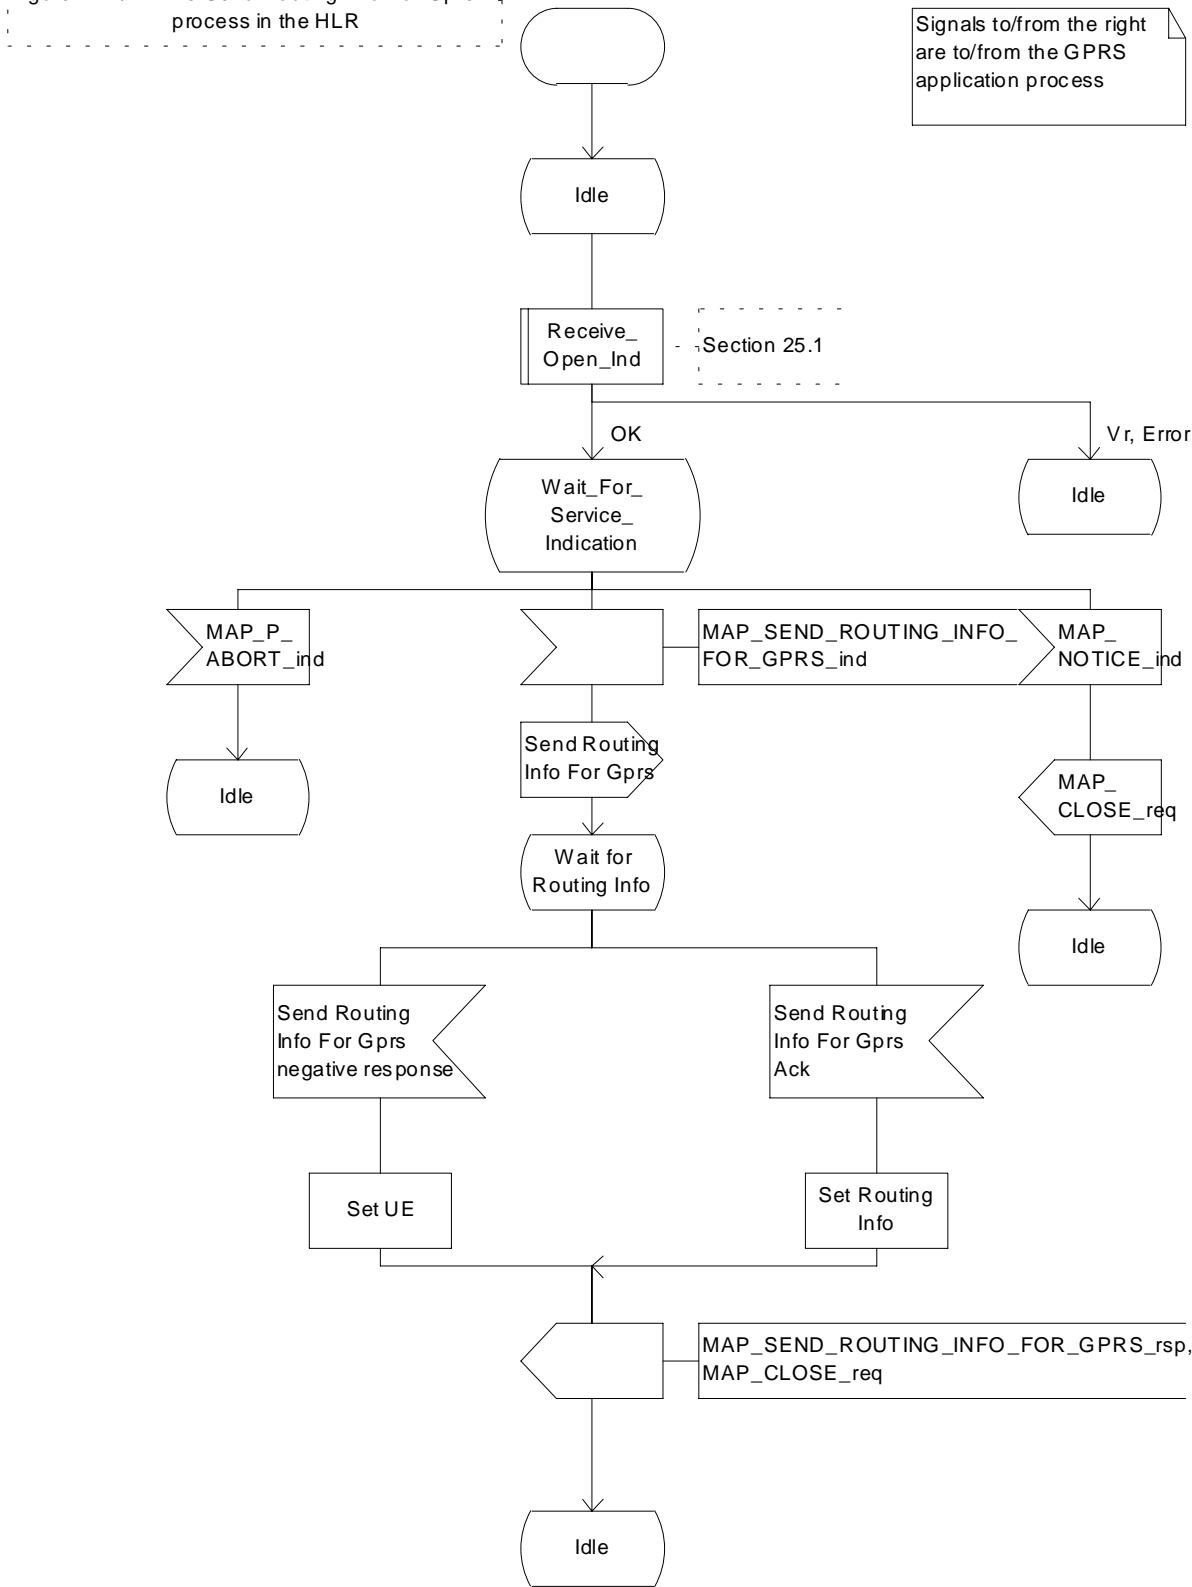 process in the HLR
Signals to/from the right
are to/from the GPRS
application process
Idle
Receive_
Open_Ind
Section 25.1
OK
Vr, Error
Wait_For_
Service_
Indication
Idle
MAP_P_
ABORT_ind
MAP_SEND_ROUTING_INFO_
FOR_GPRS_ind
MAP_
NOTICE_ind
Send Routing
Info For Gprs
Idle
MAP_
CLOSE_req
Wait for
Routing Info
Idle
Send Routing
Info For Gprs
negative response
Send Routing
Info For Gprs
Ack
Set UE
Set Routing
Info
MAP_SEND_ROUTING_INFO_FOR_GPRS_rsp,
MAP_CLOSE_req
Idle